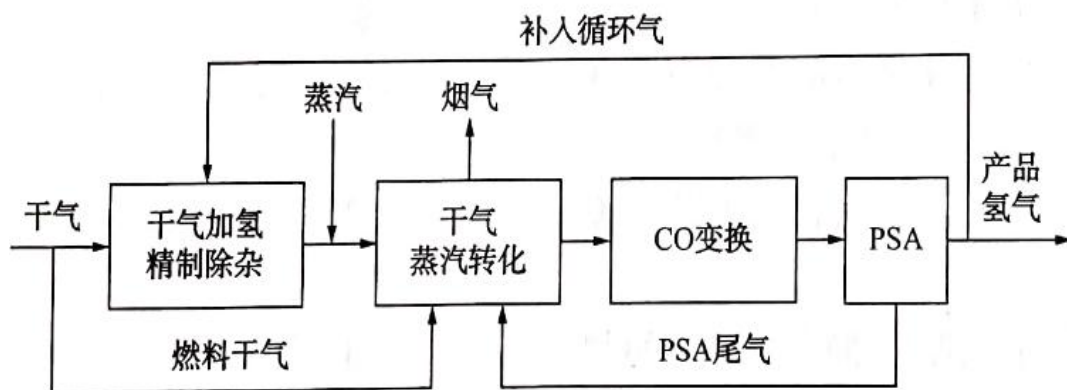 补入循环气
蒸汽
烟气
产品
氢气
干气
干气加氢
精制除杂
干气
蒸汽转化
CO变换
PSA
燃料干气
PSA尾气